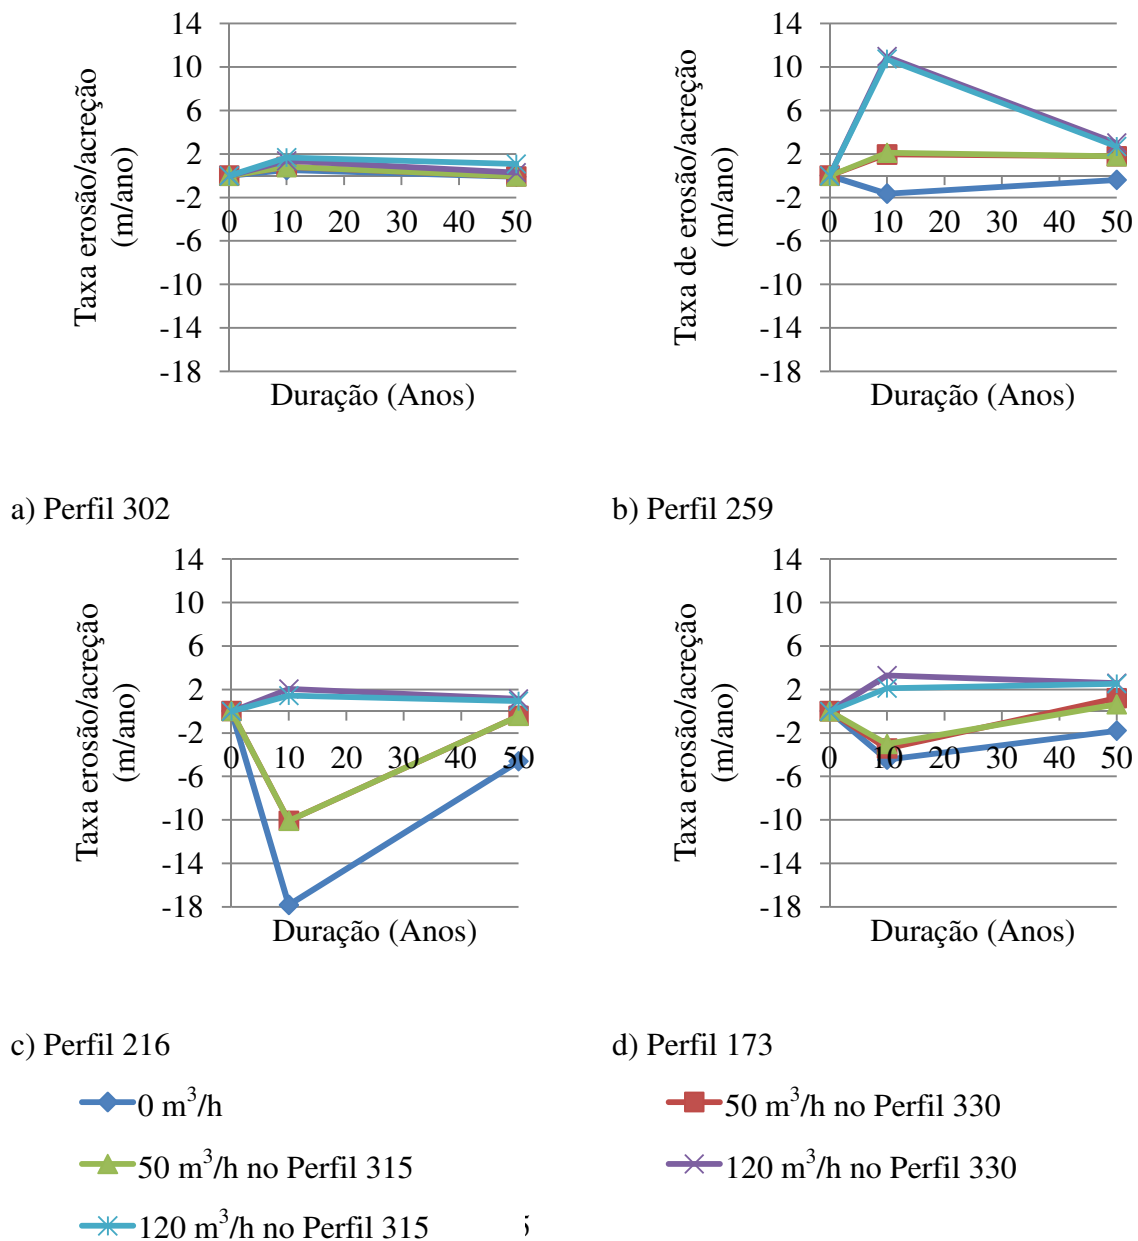 14
10
6
2
-2
-6
-10
-14
-18
0 10 20 30 40 50
Taxa erosão/acreção
(m/ano)
Duração (Anos)
a) Perfil 302
14
10
6
2
-2
-6
-10
-14
-18
0 10 20 30 40 50
Taxa de erosão/acreção
(m/ano)
Duração (Anos)
b) Perfil 259
14
10
6
2
-2
-6
-10
-14
-18
0 10 20 30 40 50
Taxa erosão/acreção
(m/ano)
Duração (Anos)
c) Perfil 216
14
10
6
2
-2
-6
-10
-14
-18
0 10 20 30 40 50
Taxa erosão/acreção
(m/ano)
Duração (Anos)
d) Perfil 173
0 m³/h
50 m³/h no Perfil 330
50 m³/h no Perfil 315
120 m³/h no Perfil 330
120 m³/h no Perfil 315